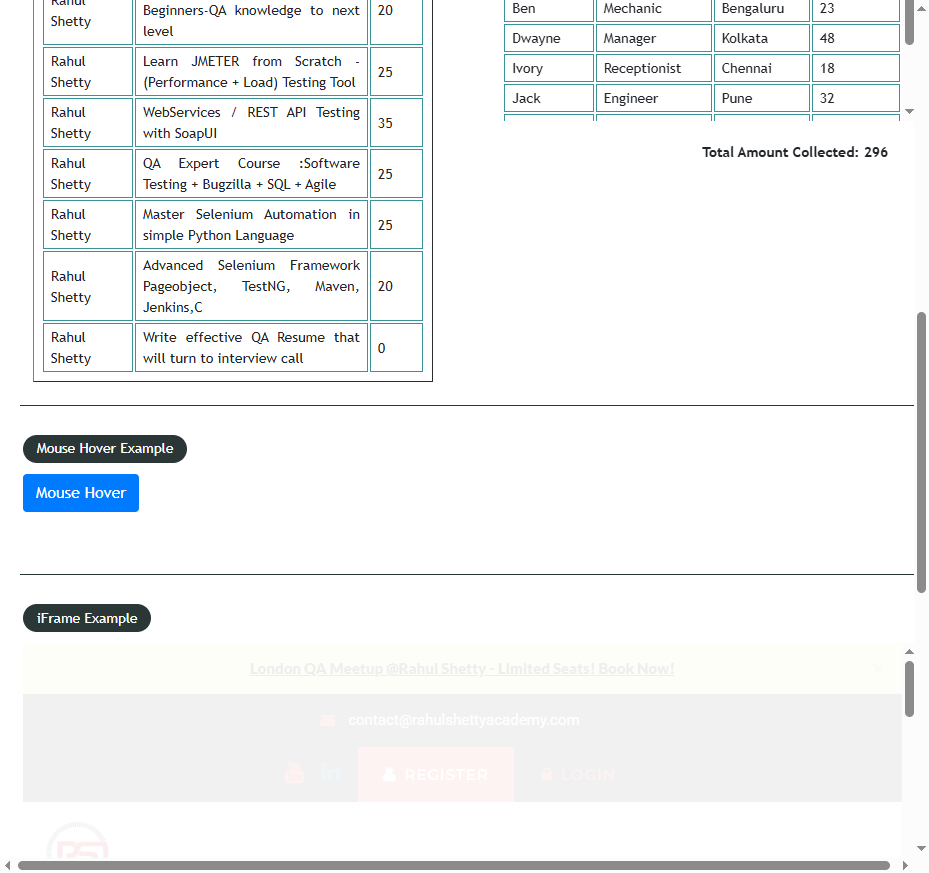 Rahul
Shetty
Beginners-QA knowledge to next
level
20
Rahul
Shetty
Learn JMETER from Scratch -
(Performance + Load) Testing Tool
25
Rahul
Shetty
WebServices / REST API Testing
with SoapUI
35
Rahul
Shetty
QA Expert Course :Software
Testing + Bugzilla + SQL + Agile
25
Rahul
Shetty
Master Selenium Automation in
simple Python Language
25
Rahul
Shetty
Advanced Selenium Framework
Pageobject, TestNG, Maven,
Jenkins,C
20
Rahul
Shetty
Write effective QA Resume that
will turn to interview call
0
Ben Mechanic Bengaluru 23
Dwayne Manager Kolkata 48
Ivory Receptionist Chennai 18
Jack Engineer Pune 32
Total Amount Collected: 296
Mouse Hover Example
Mouse Hover
iFrame Example
London QA Meetup @Rahul Shetty - Limited Seats! Book Now!
×
contact@rahulshettyacademy.com
REGISTER
LOGIN